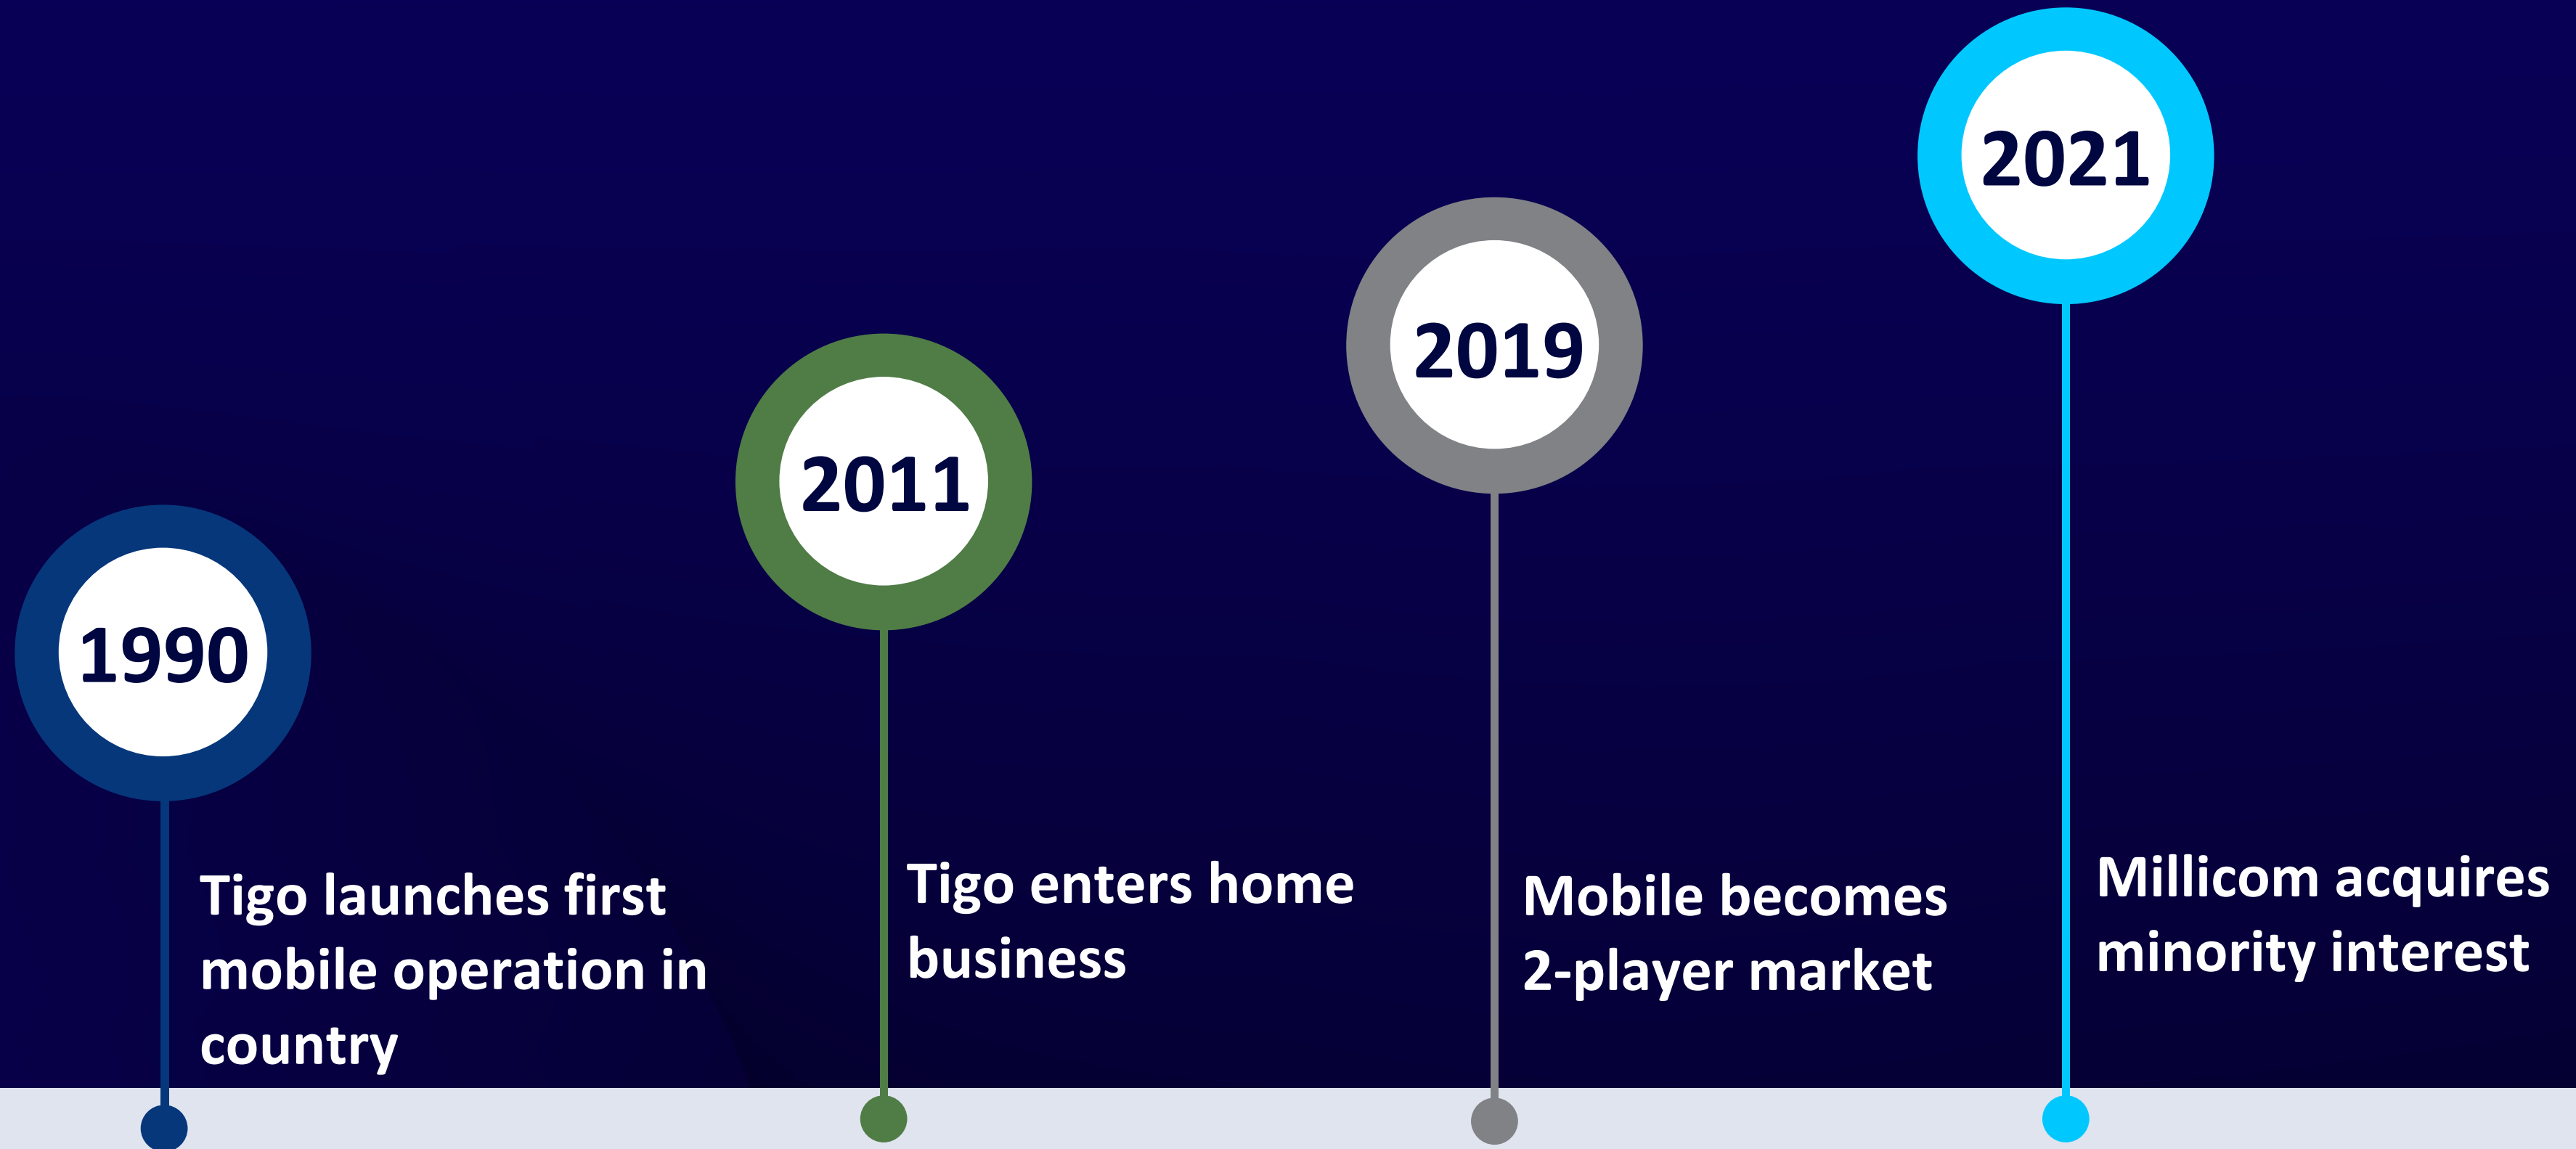 1990
Tigo launches first
mobile operation in
country
2011
Tigo enters home
business
2019
Mobile becomes
2-player market
2021
Millicom acquires
minority interest